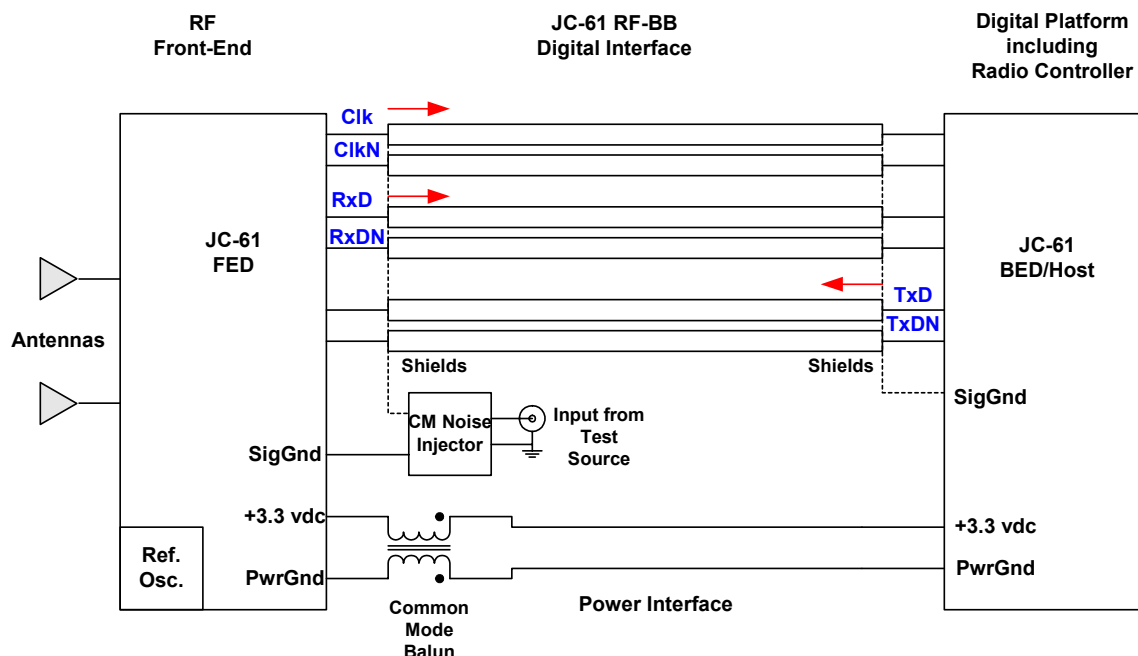 RF
Front-End
JC-61 RF-BB
Digital Interface
Digital Platform
including
Radio Controller
Clk
ClkN
RxD
RxDN
JC-61
FED
JC-61
BED/Host
TxD
TxDN
Antennas
Shields
Shields
SigGnd
CM Noise
Injector
Input from
Test
Source
SigGnd
+3.3 vdc
+3.3 vdc
Ref.
Osc.
PwrGnd
PwrGnd
Common
Mode
Balun
Power Interface